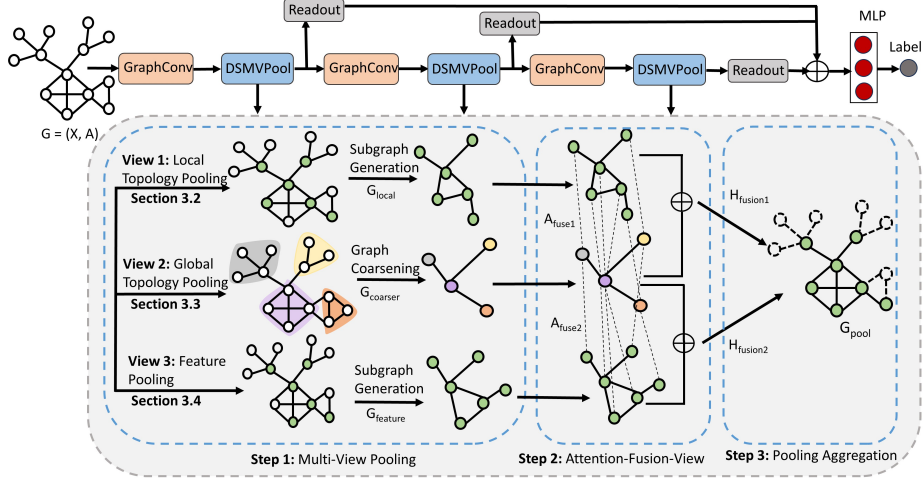 Readout
Readout
MLP
Label
GraphConv
DSMVPool
GraphConv
DSMVPool
GraphConv
DSMVPool
Readout
G = (X, A)
View 1: Local
Topology Pooling
Section 3.2
Subgraph
Generation
Glocal
Afuse1
Hfusion1
View 2: Global
Topology Pooling
Section 3.3
Graph
Coarsening
Gcoarser
Afuse2
Hfusion2
Gpool
View 3: Feature
Pooling
Section 3.4
Subgraph
Generation
Gfeature
Step 1: Multi-View Pooling
Step 2: Attention-Fusion-View
Step 3: Pooling Aggregation